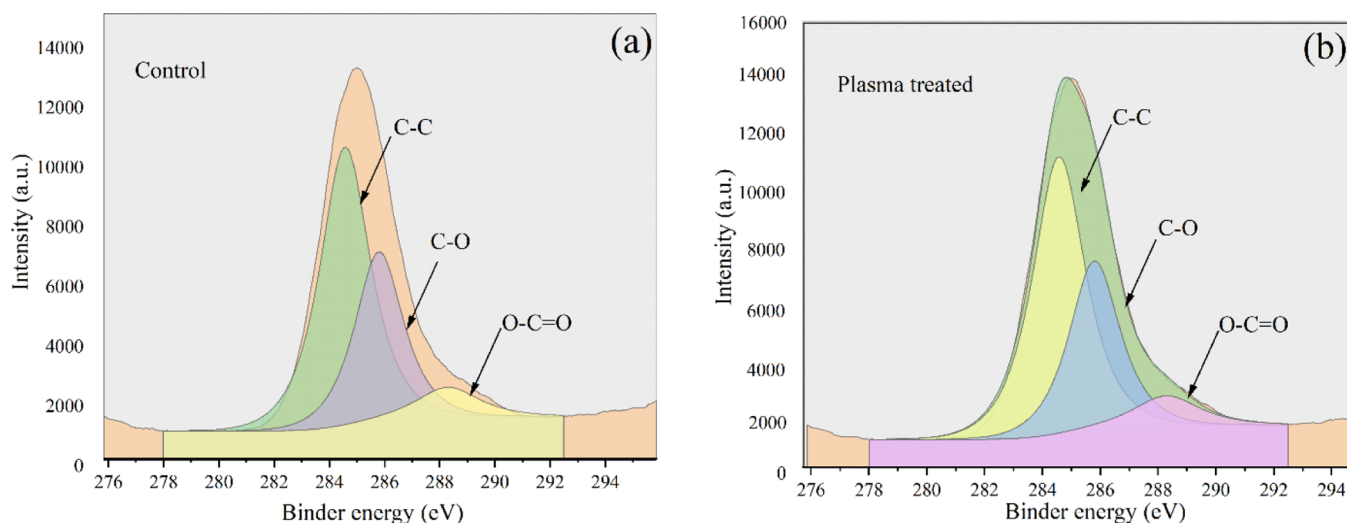 (a)
Control
C-C
C-O
O-C=O
Intensity (a.u.)
14000
12000
10000
8000
6000
4000
2000
0
276 278 280 282 284 286 288 290 292 294
Binder energy (eV)
(b)
Plasma treated
C-C
C-O
O-C=O
Intensity (a.u.)
16000
14000
12000
10000
8000
6000
4000
2000
0
276 278 280 282 284 286 288 290 292 294
Binder energy (eV)